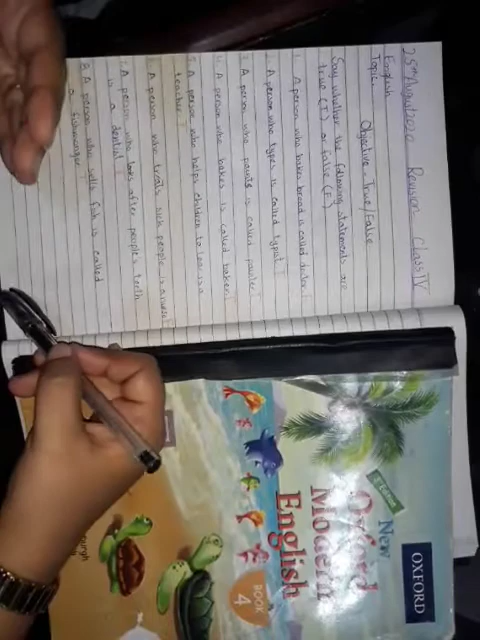 25th August 2020 Revision Class IV
English
Topic: Objective - True/False
Say whether the following statements are
true (T) or false (F)
1. A person who bakes bread is called
2. A person who types is called typist
3. A person who paints is called painter
4. A person who bakes is called baker
5. A person who helps children to learn is a
teacher
6. A person who treats sick people is a nurse
7. A person who looks after people's teeth
is a dentist
8. A person who sells fish is called
a fishmonger
OXFORD
New
Oxford
Modern
English
BOOK
4